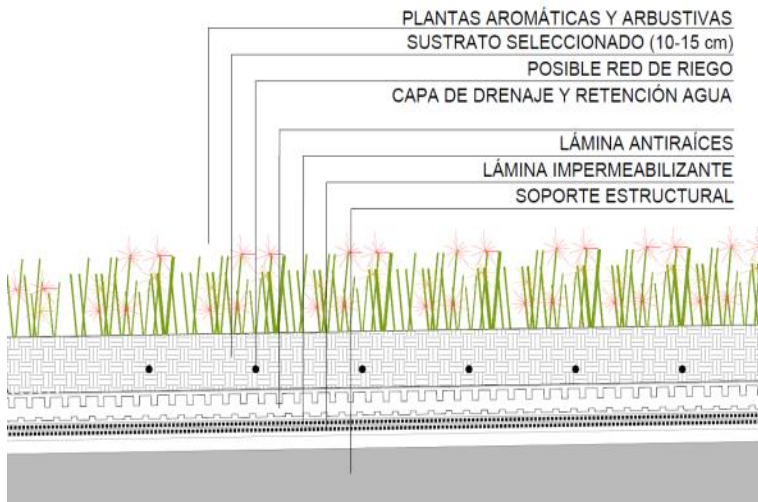 PLANTAS AROMÁTICAS Y ARBUSTIVAS
SUSTRATO SELECCIONADO (10-15 cm)
POSIBLE RED DE RIEGO
CAPA DE DRENAJE Y RETENCIÓN AGUA
LÁMINA ANTIRAÍCES
LÁMINA IMPERMEABILIZANTE
SOPORTE ESTRUCTURAL